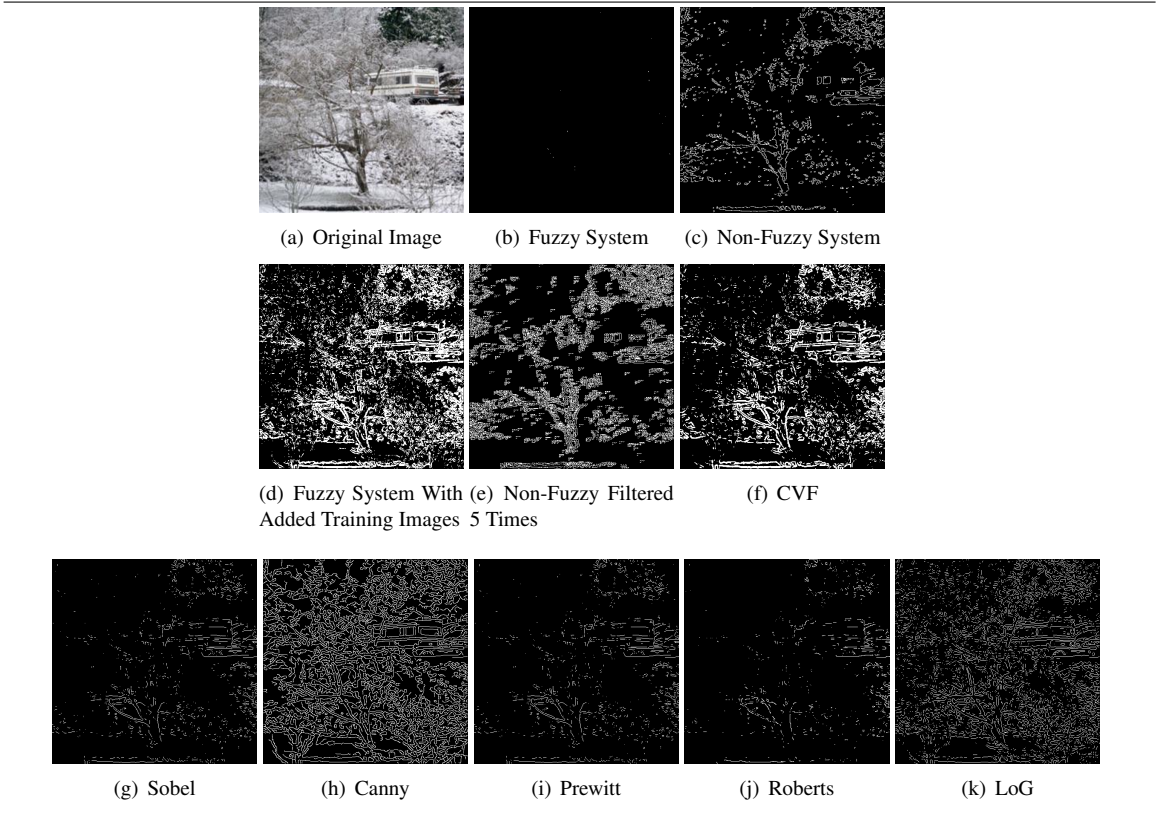 (a) Original Image
(b) Fuzzy System
(c) Non-Fuzzy System
(d) Fuzzy System With
Added Training Images
(e) Non-Fuzzy Filtered
5 Times
(f) CVF
(g) Sobel
(h) Canny
(i) Prewitt
(j) Roberts
(k) LoG